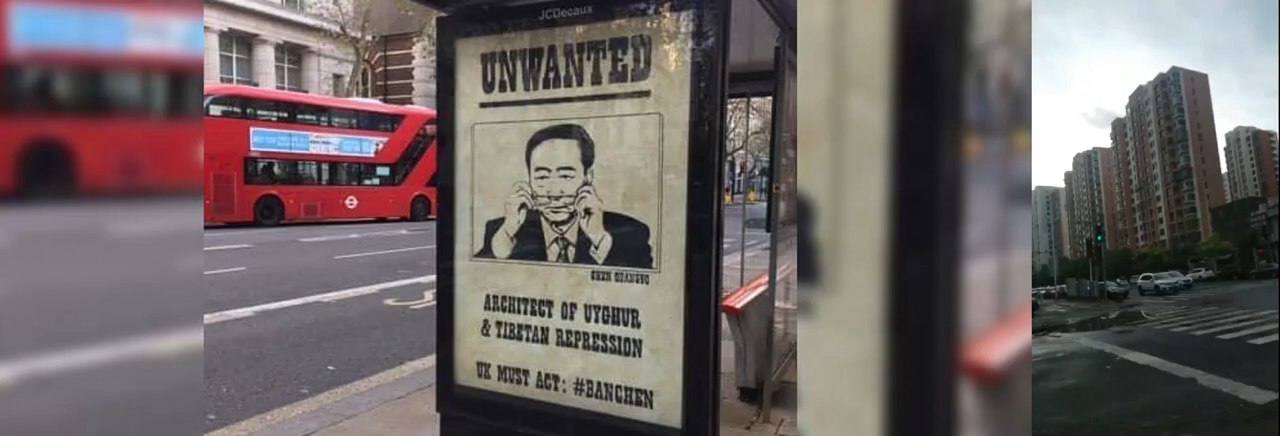 JCDecaux
UNWANTED
CHEN QUANGUO
ARCHITECT OF UYGHUR
& TIBETAN REPRESSION
UK MUST ACT: #BANCHEN